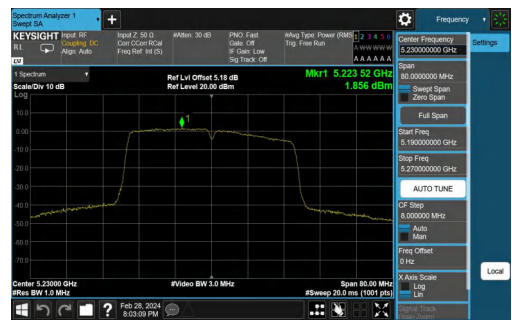 Spectrum Analyzer 1
Swept SA
Frequency
KEYSIGHT
Input: RF
Coupling: DC
Align: Auto
Input Z: 50 Ω
Corr CCorr RCal
Freq Ref: Int (S)
#Atten: 30 dB
PNO: Fast
Gate: Off
IF Gain: Low
Sig Track: Off
#Avg Type: Power (RMS
Trig: Free Run
1 2 3 4 5 6
A W W W W W
A A A A A A
RL
LV
1 Spectrum
Scale/Div 10 dB
Log
Ref Lvl Offset 5.18 dB
Ref Level 20.00 dBm
Mkr1 5.223 52 GHz
1.856 dBm
1
10.0
0.00
-10.0
-20.0
-30.0
-40.0
-50.0
-60.0
-70.0
Center 5.23000 GHz
#Res BW 1.0 MHz
#Video BW 3.0 MHz
Span 80.00 MHz
#Sweep 20.0 ms (1001 pts)
Feb 28, 2024
8:03:09 PM
Center Frequency
5.230000000 GHz
Span
80.0000000 MHz
Swept Span
Zero Span
Full Span
Start Freq
5.190000000 GHz
Stop Freq
5.270000000 GHz
AUTO TUNE
CF Step
8.000000 MHz
Auto
Man
Freq Offset
0 Hz
X Axis Scale
Log
Lin
Signal Track
Settings
Local